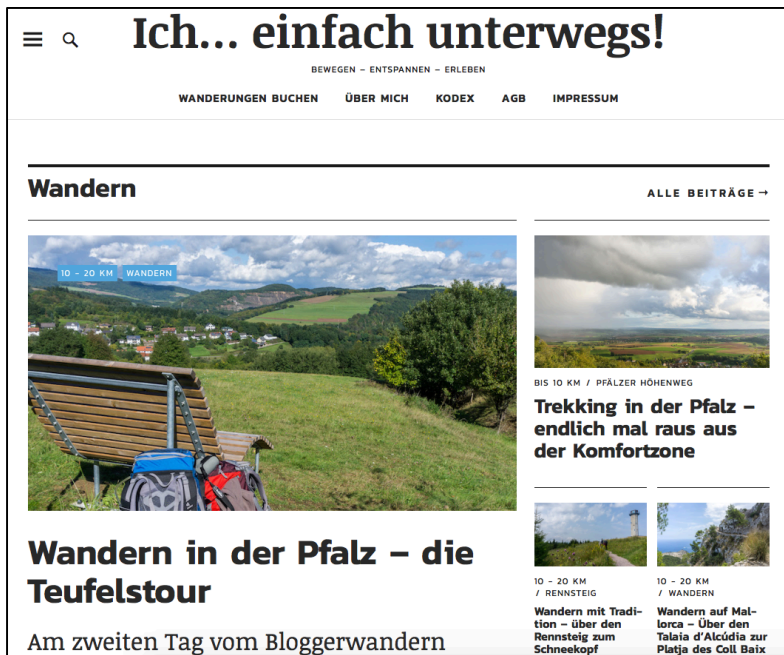 Ich... einfach unterwegs!
BEWEGEN – ENTSPANNEN – ERLEBEN
WANDERUNGEN BUCHEN ÜBER MICH KODEX AGB IMPRESSUM
Wandern
ALLE BEITRÄGE →
10 - 20 KM WANDERN
Wandern in der Pfalz – die
Teufelstour
Am zweiten Tag vom Bloggerwandern
BIS 10 KM / PFÄLZER HÖHENWEG
Trekking in der Pfalz –
endlich mal raus aus
der Komfortzone
10 - 20 KM
/ RENNSTEIG
Wandern mit Tradi-
tion – über den
Rennsteig zum
Schneekopf
10 - 20 KM
/ WANDERN
Wandern auf Mal-
lorca – Über den
Talaia d’Alcúdia zur
Platja des Coll Baix